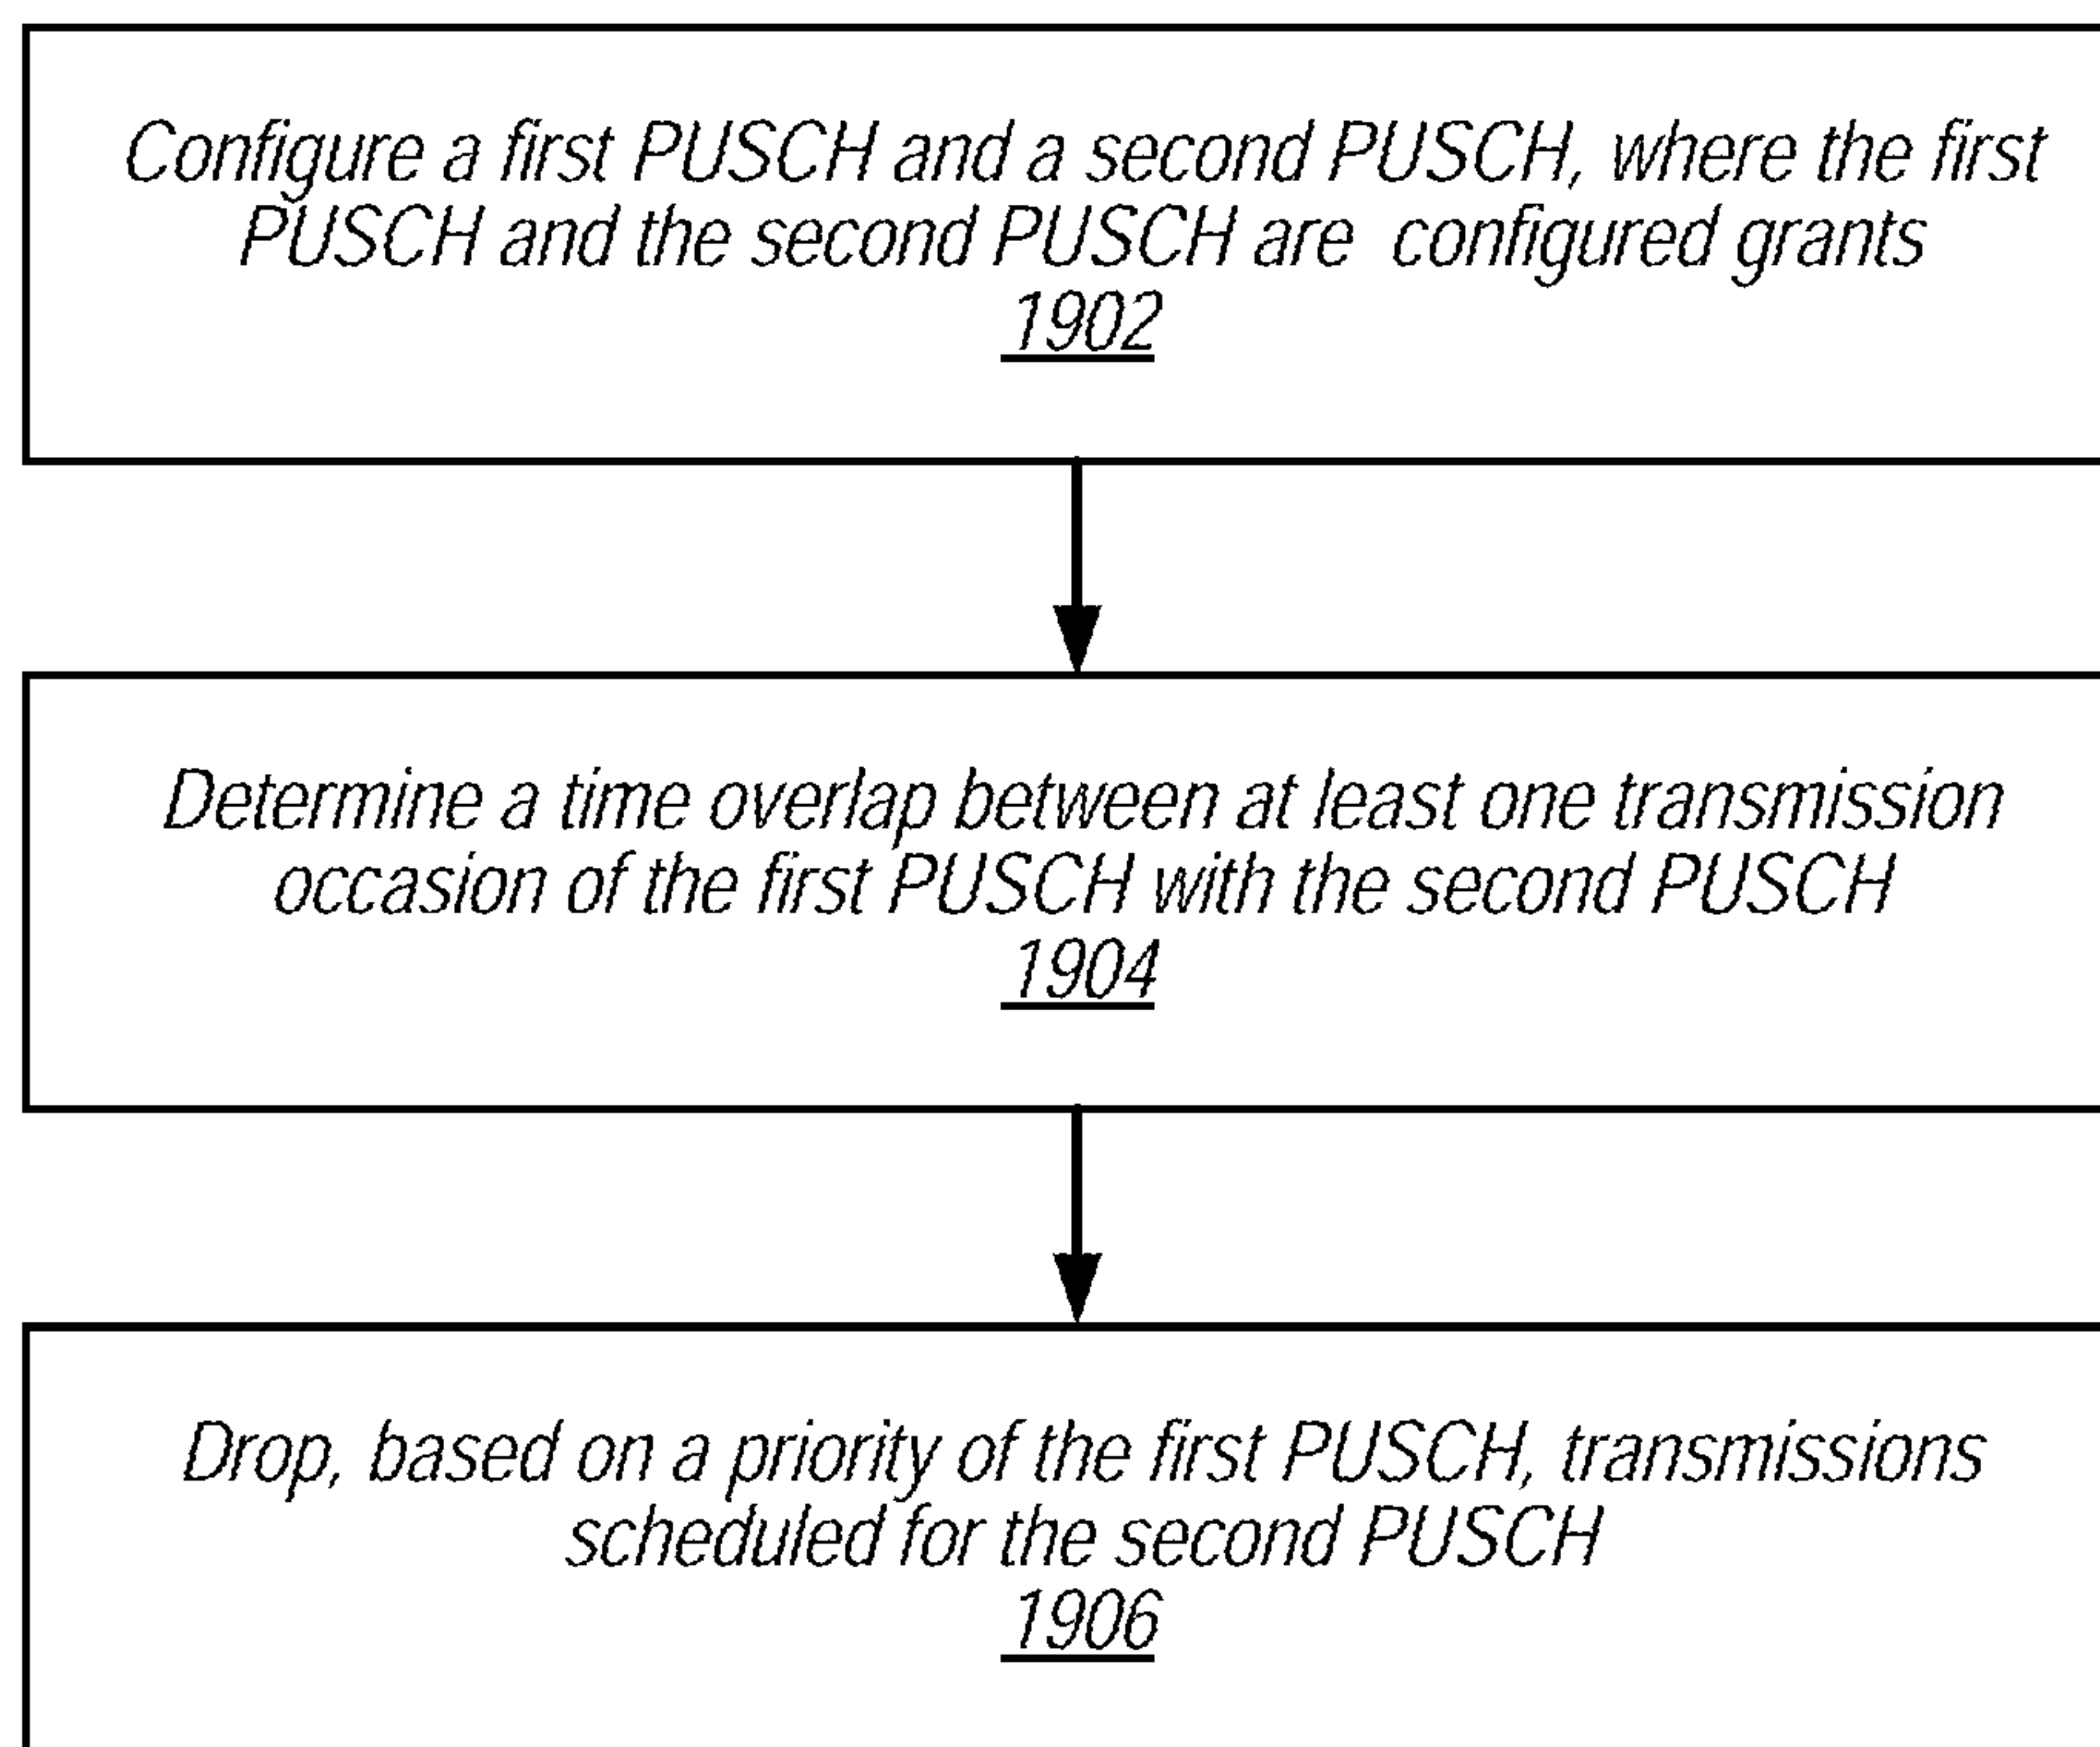 Configure a first PUSCH and a second PUSCH, where the first
PUSCH and the second PUSCH are configured grants
1902
Determine a time overlap between at least one transmission
occasion of the first PUSCH with the second PUSCH
1904
Drop, based on a priority of the first PUSCH, transmissions
scheduled for the second PUSCH
1906